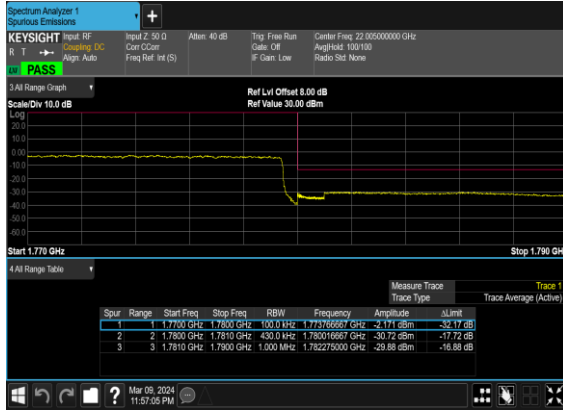 Spectrum Analyzer 1
Spurious Emissions
KEYSIGHT Input: RF Input Z: 50 Ω Atten: 40 dB Trig: Free Run Center Freq: 22.005000000 GHz
R T Coupling: DC Corr CCorr Gate: Off Avg|Hold: 100/100
Align: Auto Freq Ref: Int (S) IF Gain: Low Radio Std: None
PASS
3 All Range Graph
Ref Lvl Offset 8.00 dB
Scale/Div 10.0 dB Ref Value 30.00 dBm
Log
20.0
10.0
0.00
-10.0
-20.0
-30.0
-40.0
-50.0
-60.0
Start 1.770 GHz Stop 1.790 GH
4 All Range Table
Measure Trace Trace 1
Trace Type Trace Average (Active)
Spur Range Start Freq Stop Freq RBW Frequency Amplitude ΔLimit
1 1 1.7700 GHz 1.7800 GHz 100.0 kHz 1.773766667 GHz -2.171 dBm -32.17 dB
2 2 1.7800 GHz 1.7810 GHz 430.0 kHz 1.780016667 GHz -30.72 dBm -17.72 dB
3 3 1.7810 GHz 1.7900 GHz 1.000 MHz 1.782275000 GHz -29.88 dBm -16.88 dB
Mar 09, 2024
11:57:05 PM